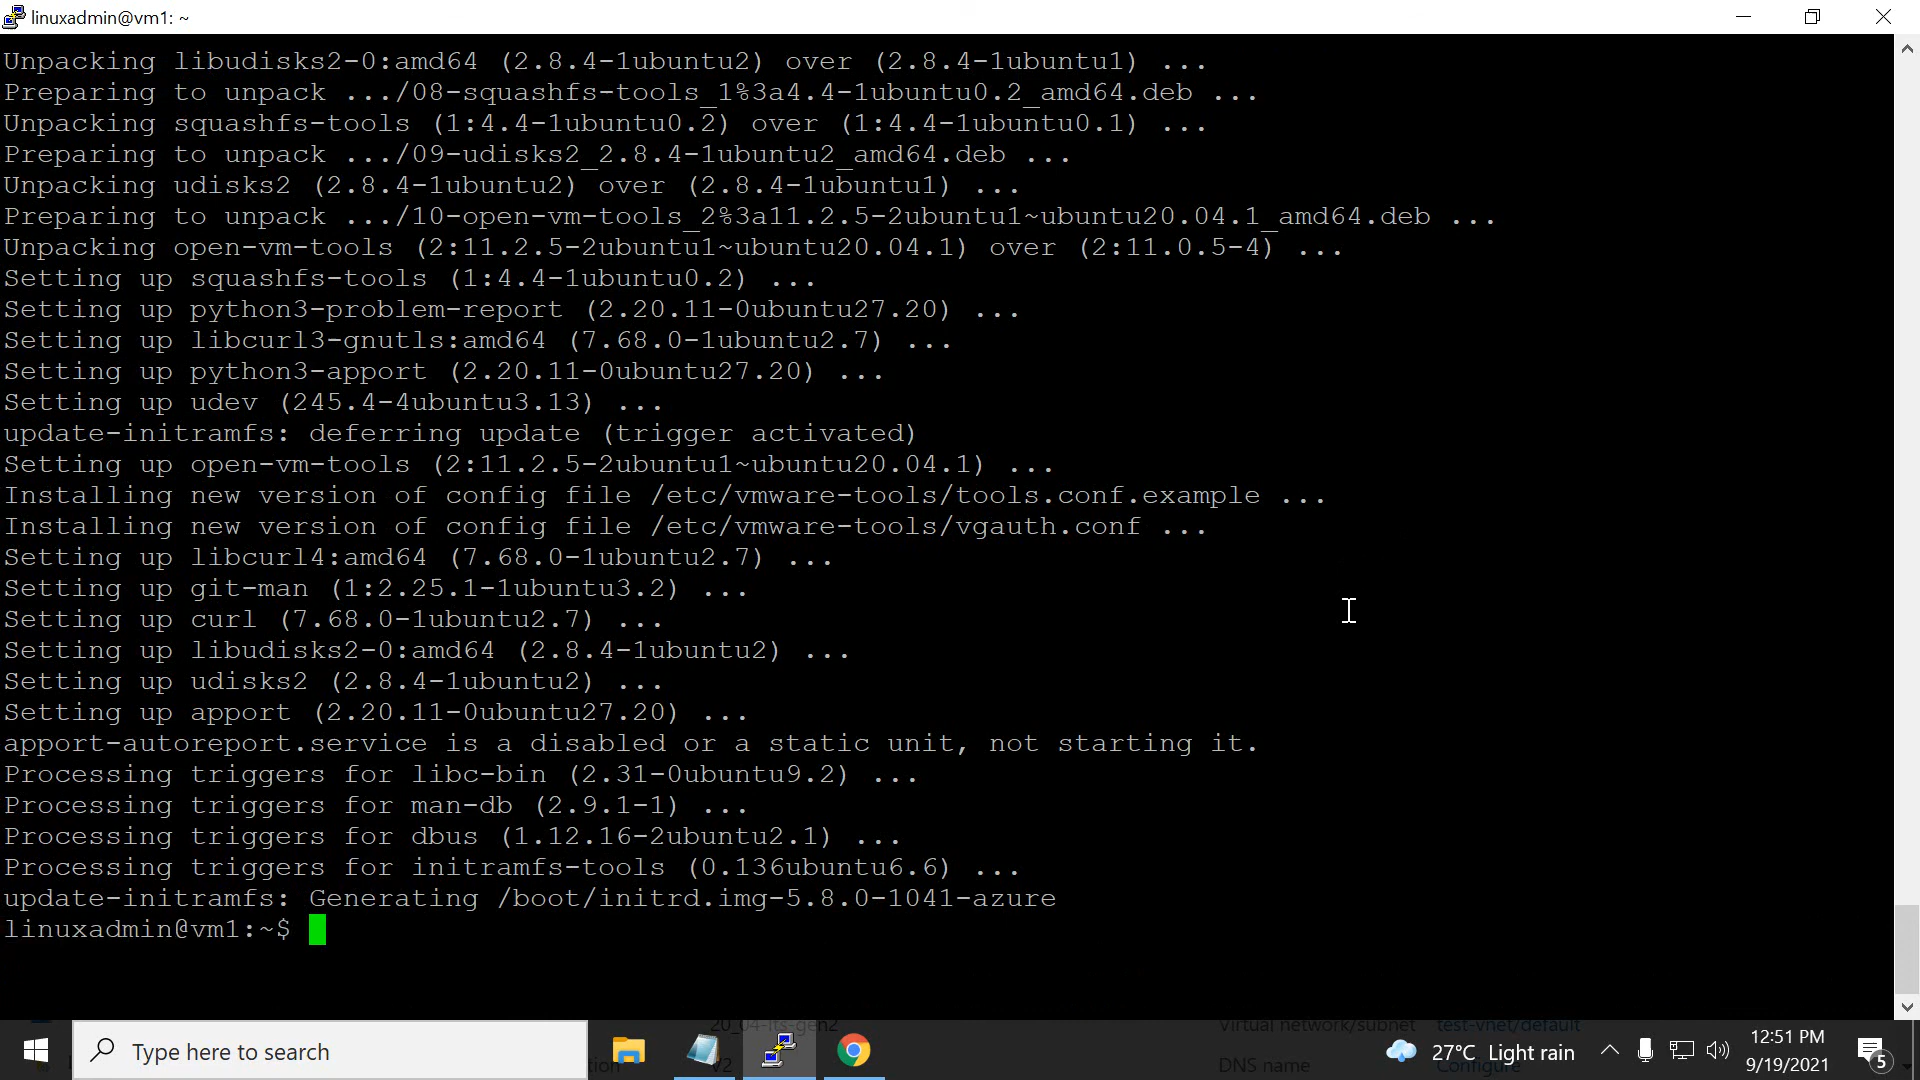 linuxadmin@vm1: ~
Unpacking libudisks2-0:amd64 (2.8.4-1ubuntu2) over (2.8.4-1ubuntu1) ...
Preparing to unpack .../08-squashfs-tools_1%3a4.4-1ubuntu0.2_amd64.deb ...
Unpacking squashfs-tools (1:4.4-1ubuntu0.2) over (1:4.4-1ubuntu0.1) ...
Preparing to unpack .../09-udisks2_2.8.4-1ubuntu2_amd64.deb ...
Unpacking udisks2 (2.8.4-1ubuntu2) over (2.8.4-1ubuntu1) ...
Preparing to unpack .../10-open-vm-tools_2%3a11.2.5-2ubuntu1~ubuntu20.04.1_amd64.deb ...
Unpacking open-vm-tools (2:11.2.5-2ubuntu1~ubuntu20.04.1) over (2:11.0.5-4) ...
Setting up squashfs-tools (1:4.4-1ubuntu0.2) ...
Setting up python3-problem-report (2.20.11-0ubuntu27.20) ...
Setting up libcurl3-gnutls:amd64 (7.68.0-1ubuntu2.7) ...
Setting up python3-apport (2.20.11-0ubuntu27.20) ...
Setting up udev (245.4-4ubuntu3.13) ...
update-initramfs: deferring update (trigger activated)
Setting up open-vm-tools (2:11.2.5-2ubuntu1~ubuntu20.04.1) ...
Installing new version of config file /etc/vmware-tools/tools.conf.example ...
Installing new version of config file /etc/vmware-tools/vgauth.conf ...
Setting up libcurl4:amd64 (7.68.0-1ubuntu2.7) ...
Setting up git-man (1:2.25.1-1ubuntu3.2) ...
Setting up curl (7.68.0-1ubuntu2.7) ...
Setting up libudisks2-0:amd64 (2.8.4-1ubuntu2) ...
Setting up udisks2 (2.8.4-1ubuntu2) ...
Setting up apport (2.20.11-0ubuntu27.20) ...
apport-autoreport.service is a disabled or a static unit, not starting it.
Processing triggers for libc-bin (2.31-0ubuntu9.2) ...
Processing triggers for man-db (2.9.1-1) ...
Processing triggers for dbus (1.12.16-2ubuntu2.1) ...
Processing triggers for initramfs-tools (0.136ubuntu6.6) ...
update-initramfs: Generating /boot/initrd.img-5.8.0-1041-azure
linuxadmin@vm1:~$
20_04-lts-gen2 Virtual network/subnet test-vnet/default
Type here to search
27°C Light rain
12:51 PM
9/19/2021
5
V2 DNS name Configure